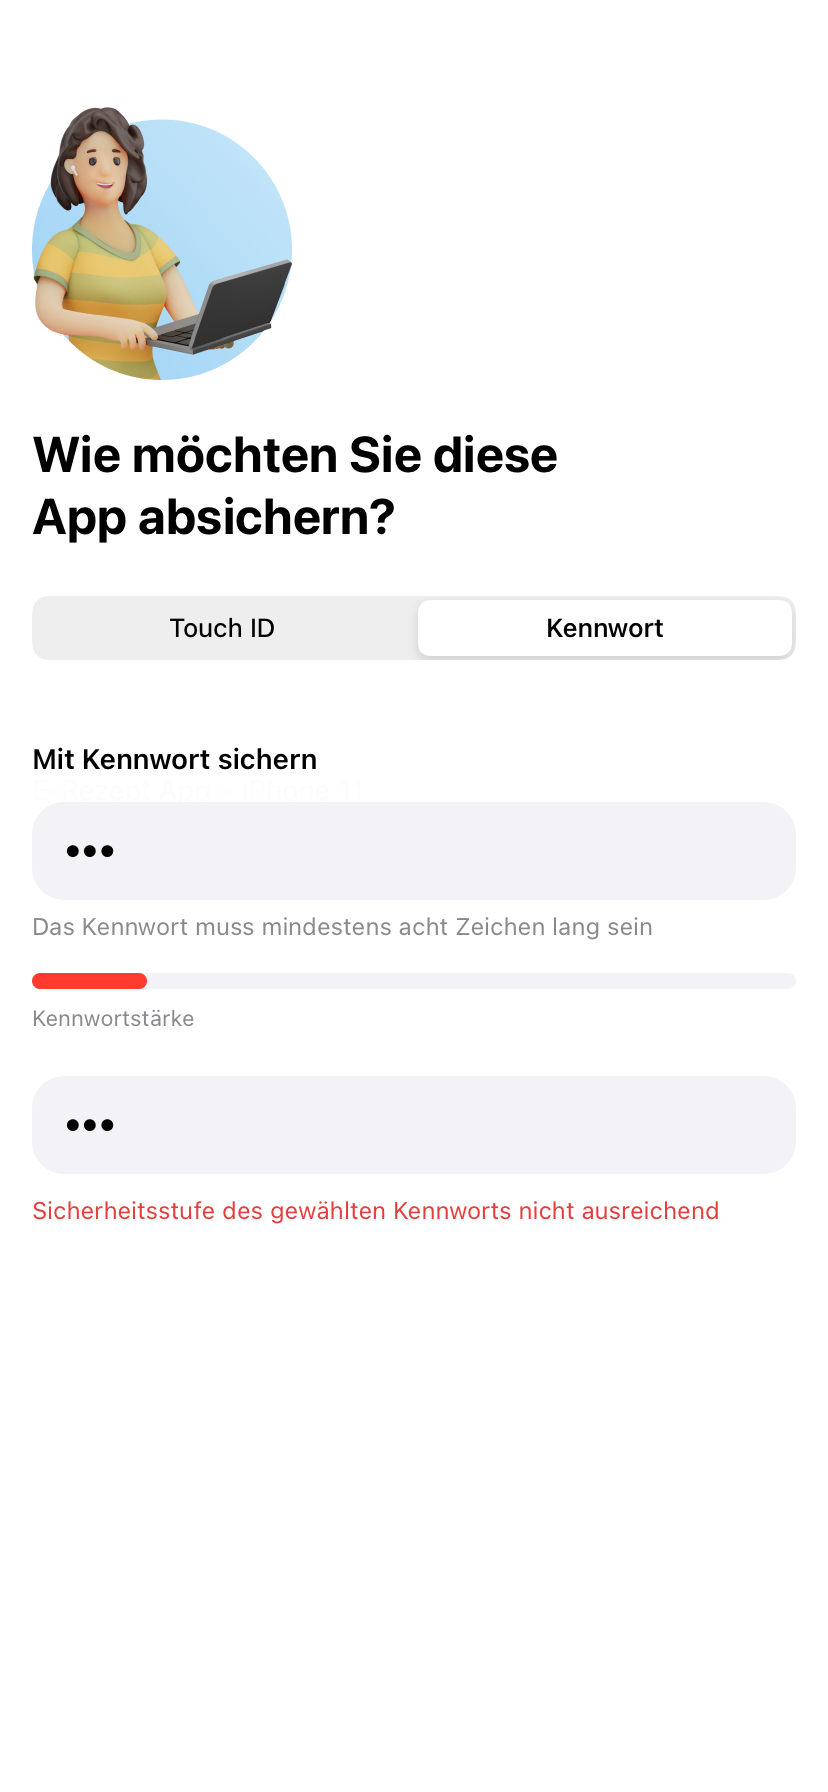 Wie möchten Sie diese
App absichern?
Touch ID
Kennwort
Mit Kennwort sichern
E-Rezept App – iPhone 11
•••
Das Kennwort muss mindestens acht Zeichen lang sein
Kennwortstärke
•••
Sicherheitsstufe des gewählten Kennworts nicht ausreichend